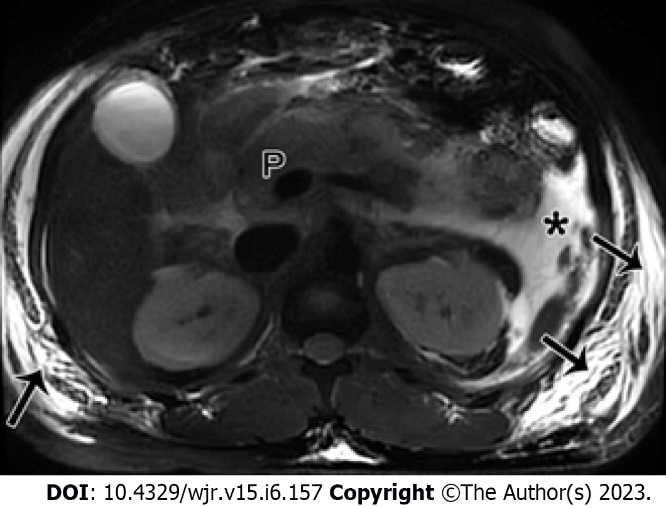 P
*
DOI: 10.4329/wjr.v15.i6.157 Copyright ©The Author(s) 2023.